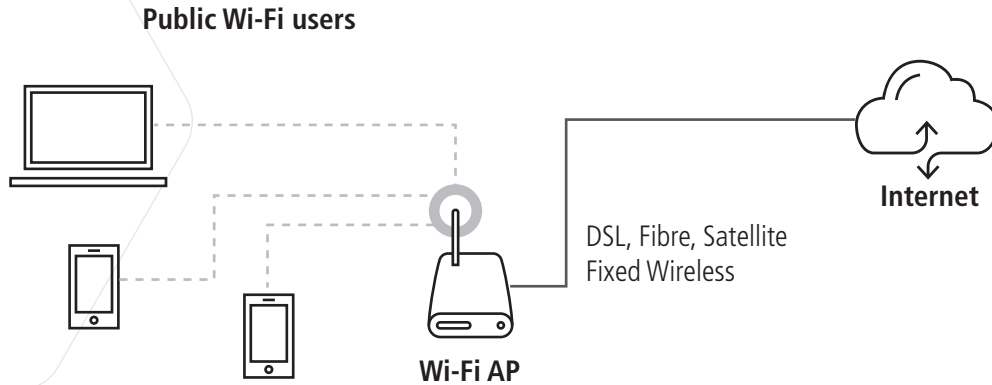 Public Wi-Fi users
Internet
DSL, Fibre, Satellite
Fixed Wireless
Wi-Fi AP